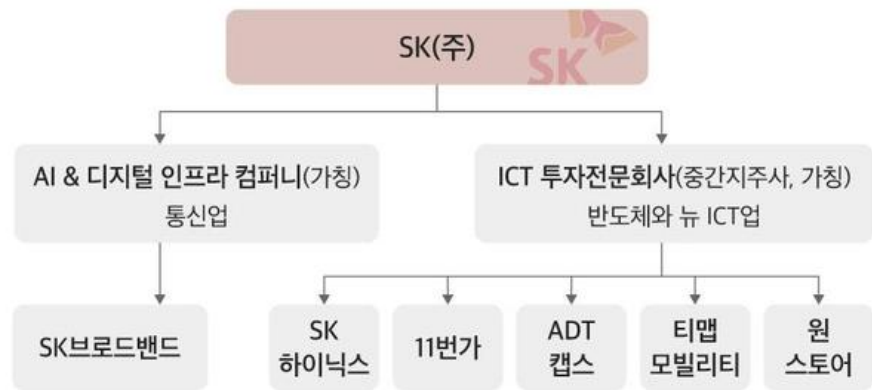 SK(주)
SK
AI & 디지털 인프라 컴퍼니(가칭)
통신업
ICT 투자전문회사(중간지주사, 가칭)
반도체와 뉴 ICT업
SK브로드밴드
SK
하이닉스
11번가
ADT
캡스
티맵
모빌리티
원
스토어